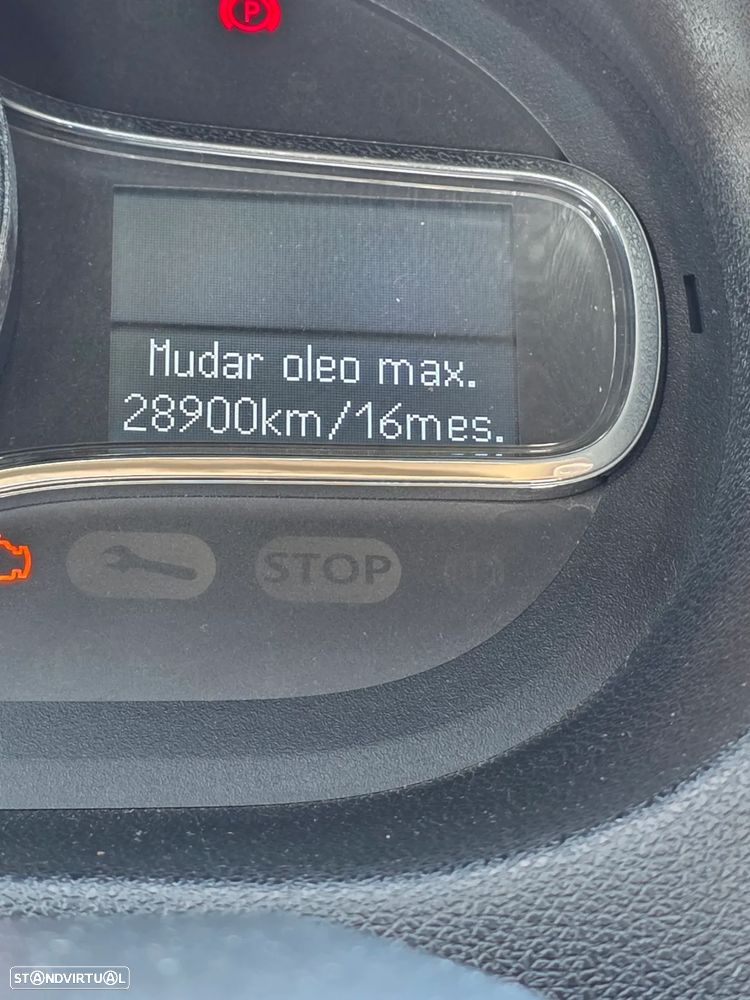 P
Mudar oleo max.
28900km/16mes.
STOP
STANDVIRTUAL